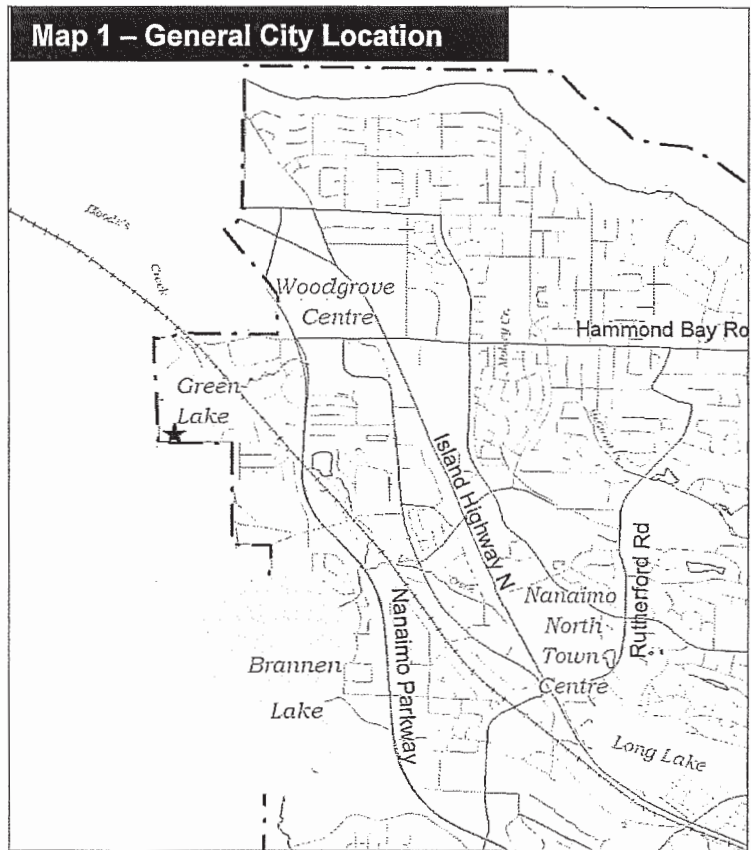 Map 1 – General City Location
Creek
Woodgrove
Centre
Hammond Bay Ro
Green
Lake
Island Highway N
Nanaimo
North
Town
Centre
Rutherford Rd
Nanaimo Parkway
Brannen
Lake
Long Lake